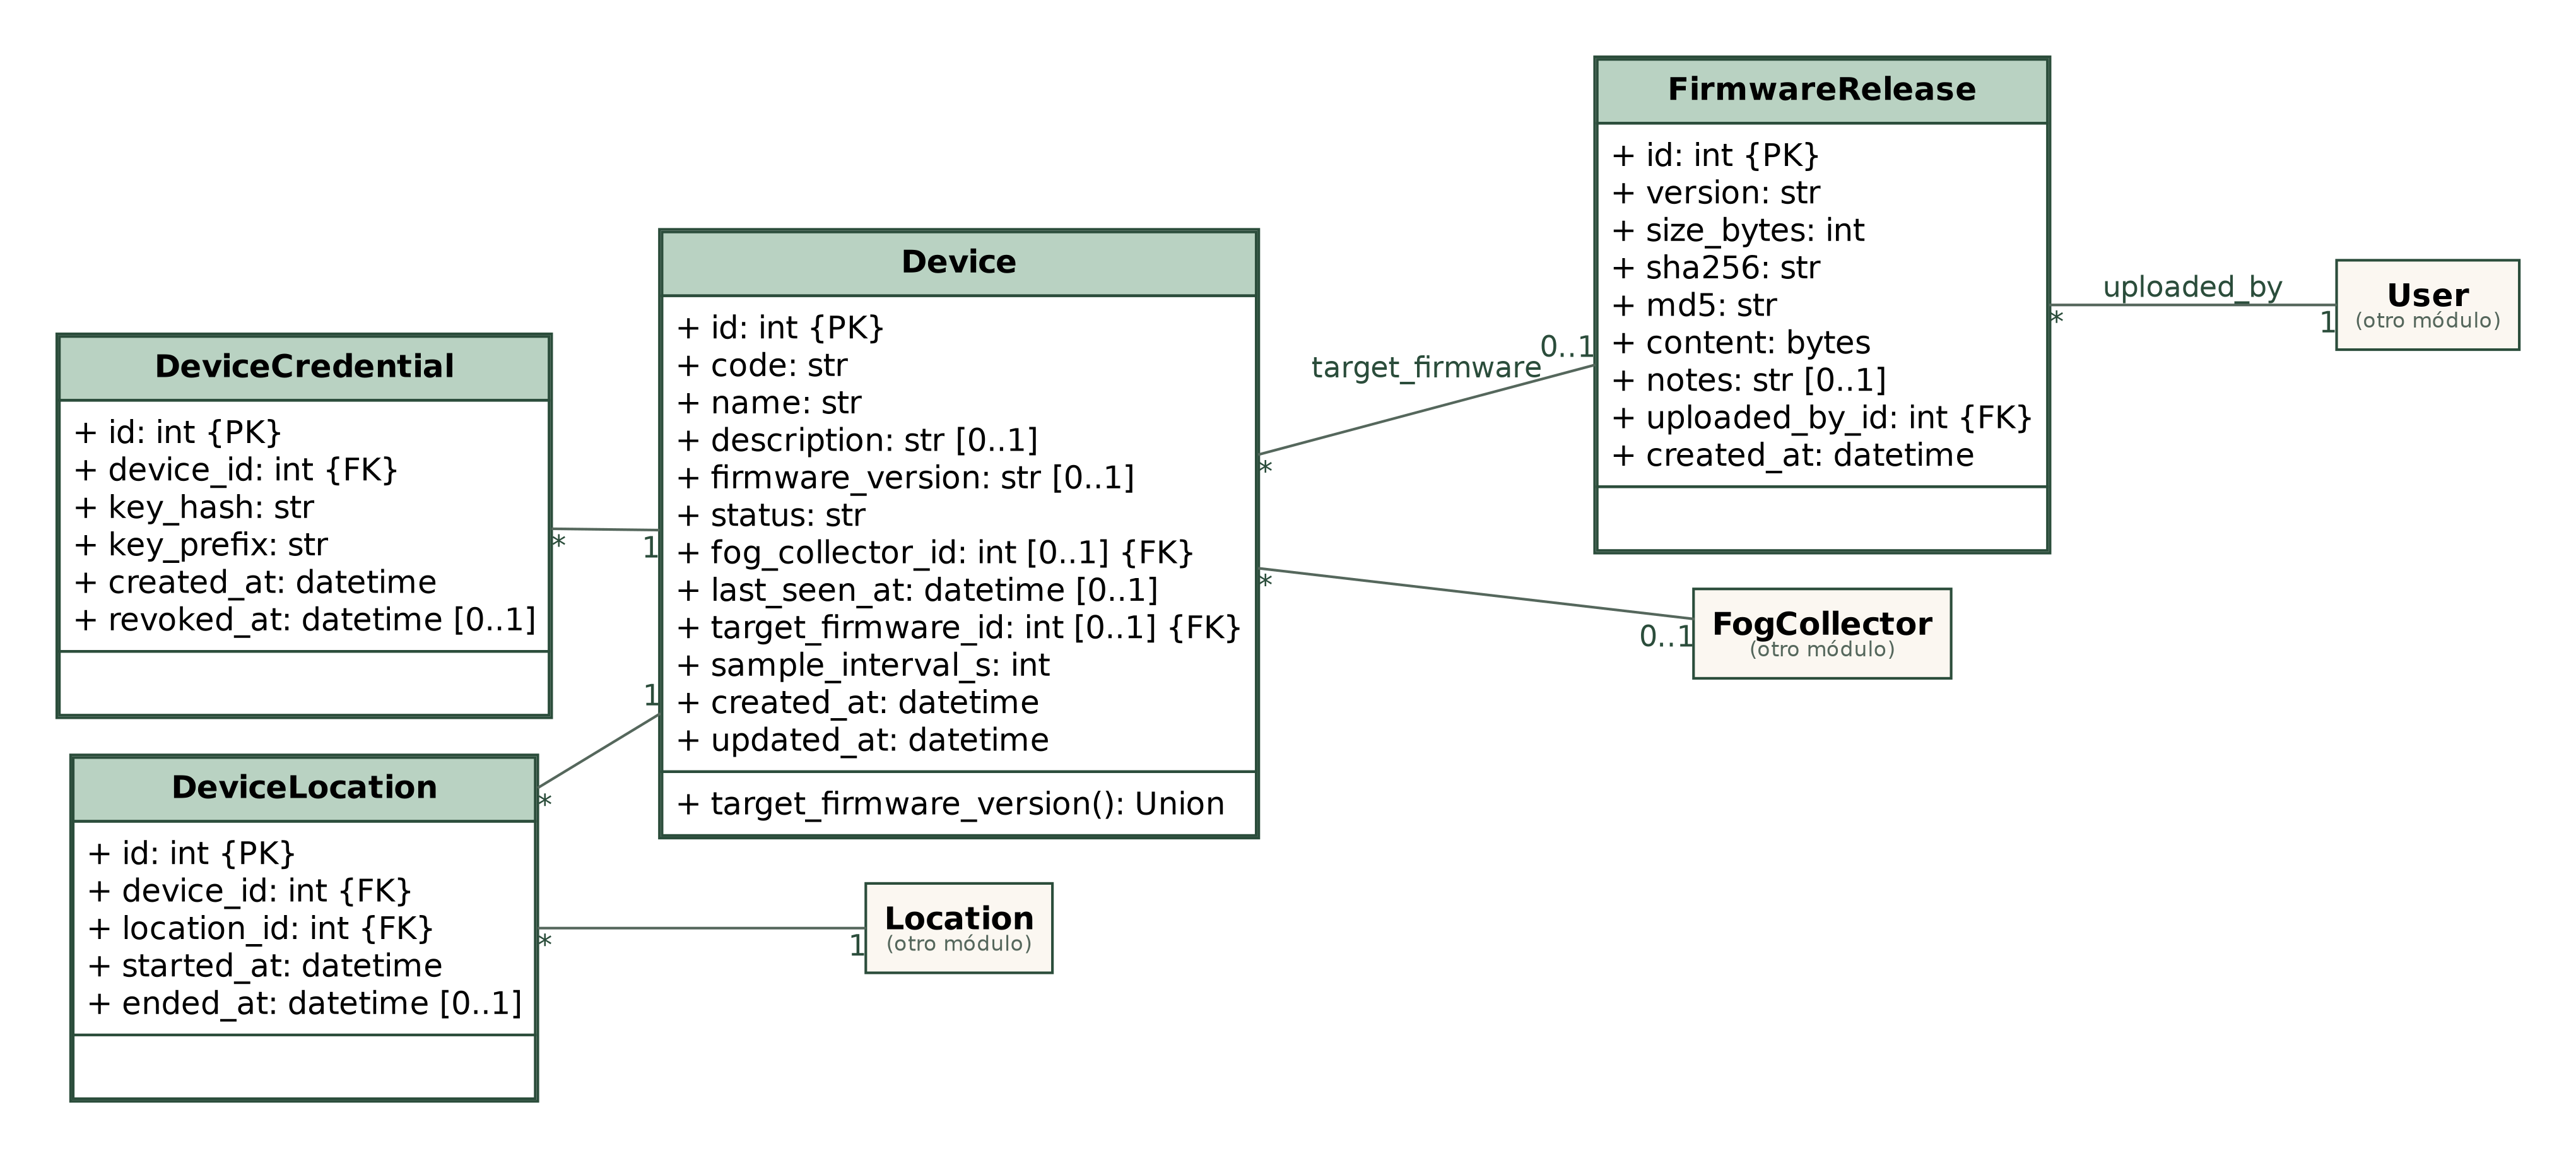 DeviceCredential
+ id: int {PK}
+ device_id: int {FK}
+ key_hash: str
+ key_prefix: str
+ created_at: datetime
+ revoked_at: datetime [0..1]
*
1
DeviceLocation
+ id: int {PK}
+ device_id: int {FK}
+ location_id: int {FK}
+ started_at: datetime
+ ended_at: datetime [0..1]
*
1
*
1
Device
+ id: int {PK}
+ code: str
+ name: str
+ description: str [0..1]
+ firmware_version: str [0..1]
+ status: str
+ fog_collector_id: int [0..1] {FK}
+ last_seen_at: datetime [0..1]
+ target_firmware_id: int [0..1] {FK}
+ sample_interval_s: int
+ created_at: datetime
+ updated_at: datetime
+ target_firmware_version(): Union
Location
(otro módulo)
target_firmware
0..1
*
*
0..1
FirmwareRelease
+ id: int {PK}
+ version: str
+ size_bytes: int
+ sha256: str
+ md5: str
+ content: bytes
+ notes: str [0..1]
+ uploaded_by_id: int {FK}
+ created_at: datetime
FogCollector
(otro módulo)
uploaded_by
*
1
User
(otro módulo)